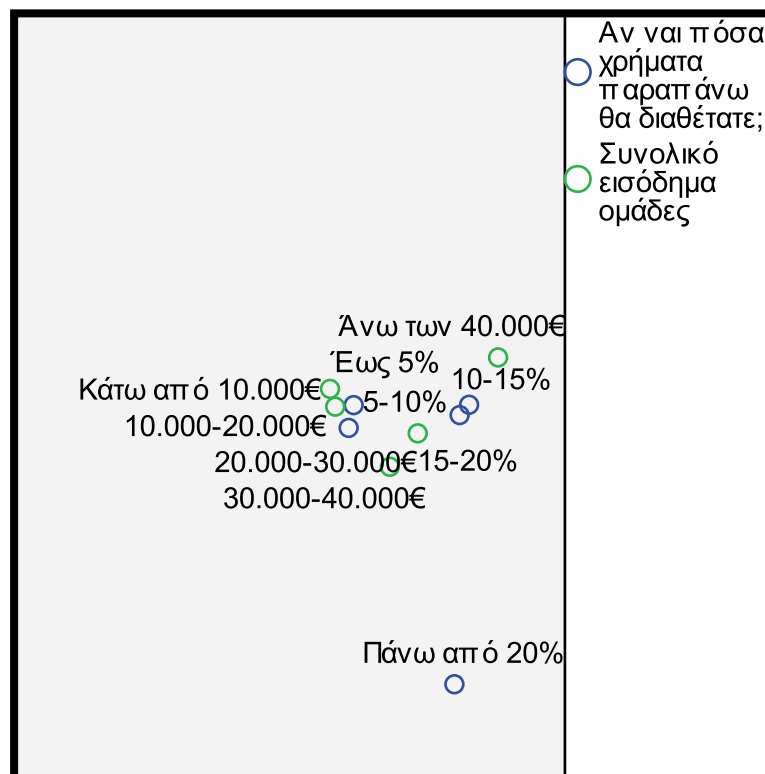 Αν ναι πόσα
χρήματα
παραπάνω
θα διαθέτατε;
Συνολικό
εισόδημα
ομάδες
Άνω των 40.000€
Έως 5%
10-15%
Κάτω από 10.000€
5-10%
10.000-20.000€
20.000-30.000€
15-20%
30.000-40.000€
Πάνω από 20%